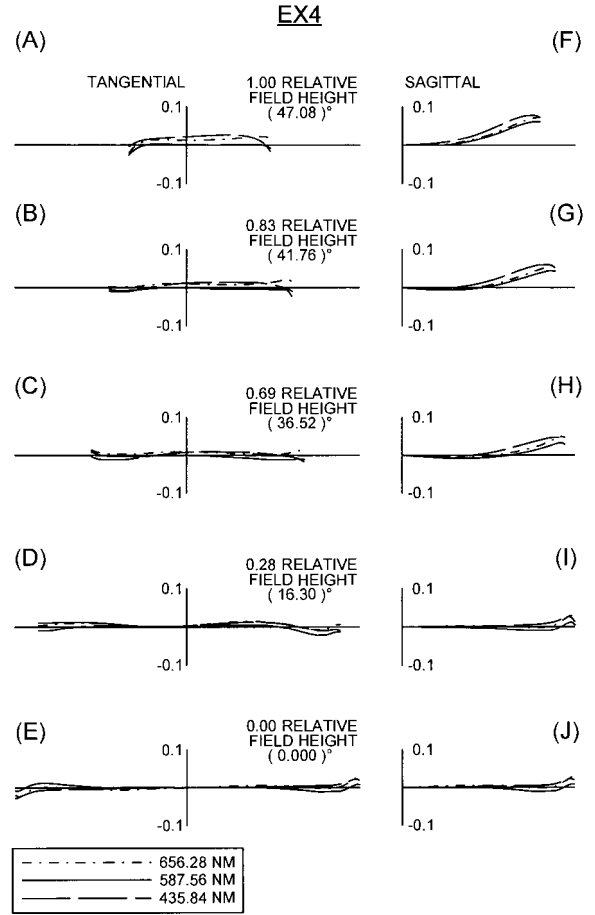 EX4
(A)
(F)
TANGENTIAL
1.00 RELATIVE
FIELD HEIGHT
( 47.08 )°
SAGITTAL
0.1
-0.1
0.1
-0.1
(B)
(G)
0.83 RELATIVE
FIELD HEIGHT
( 41.76 )°
0.1
-0.1
0.1
-0.1
(C)
(H)
0.69 RELATIVE
FIELD HEIGHT
( 36.52 )°
0.1
-0.1
0.1
-0.1
(D)
(I)
0.28 RELATIVE
FIELD HEIGHT
( 16.30 )°
0.1
-0.1
0.1
-0.1
(E)
(J)
0.00 RELATIVE
FIELD HEIGHT
( 0.000 )°
0.1
-0.1
0.1
-0.1
656.28 NM
587.56 NM
435.84 NM